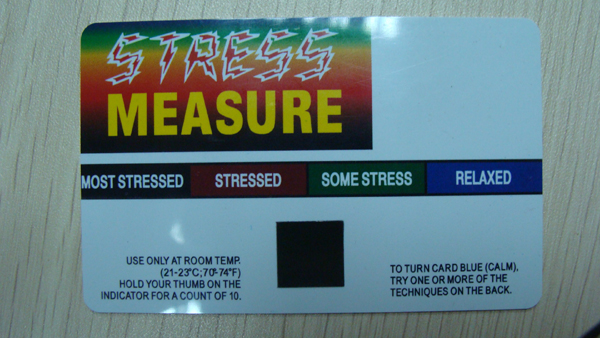 STRESS
MEASURE
MOST STRESSED STRESSED SOME STRESS RELAXED
USE ONLY AT ROOM TEMP.
(21-23°C;70-74°F)
HOLD YOUR THUMB ON THE
INDICATOR FOR A COUNT OF 10.
TO TURN CARD BLUE (CALM),
TRY ONE OR MORE OF THE
TECHNIQUES ON THE BACK.